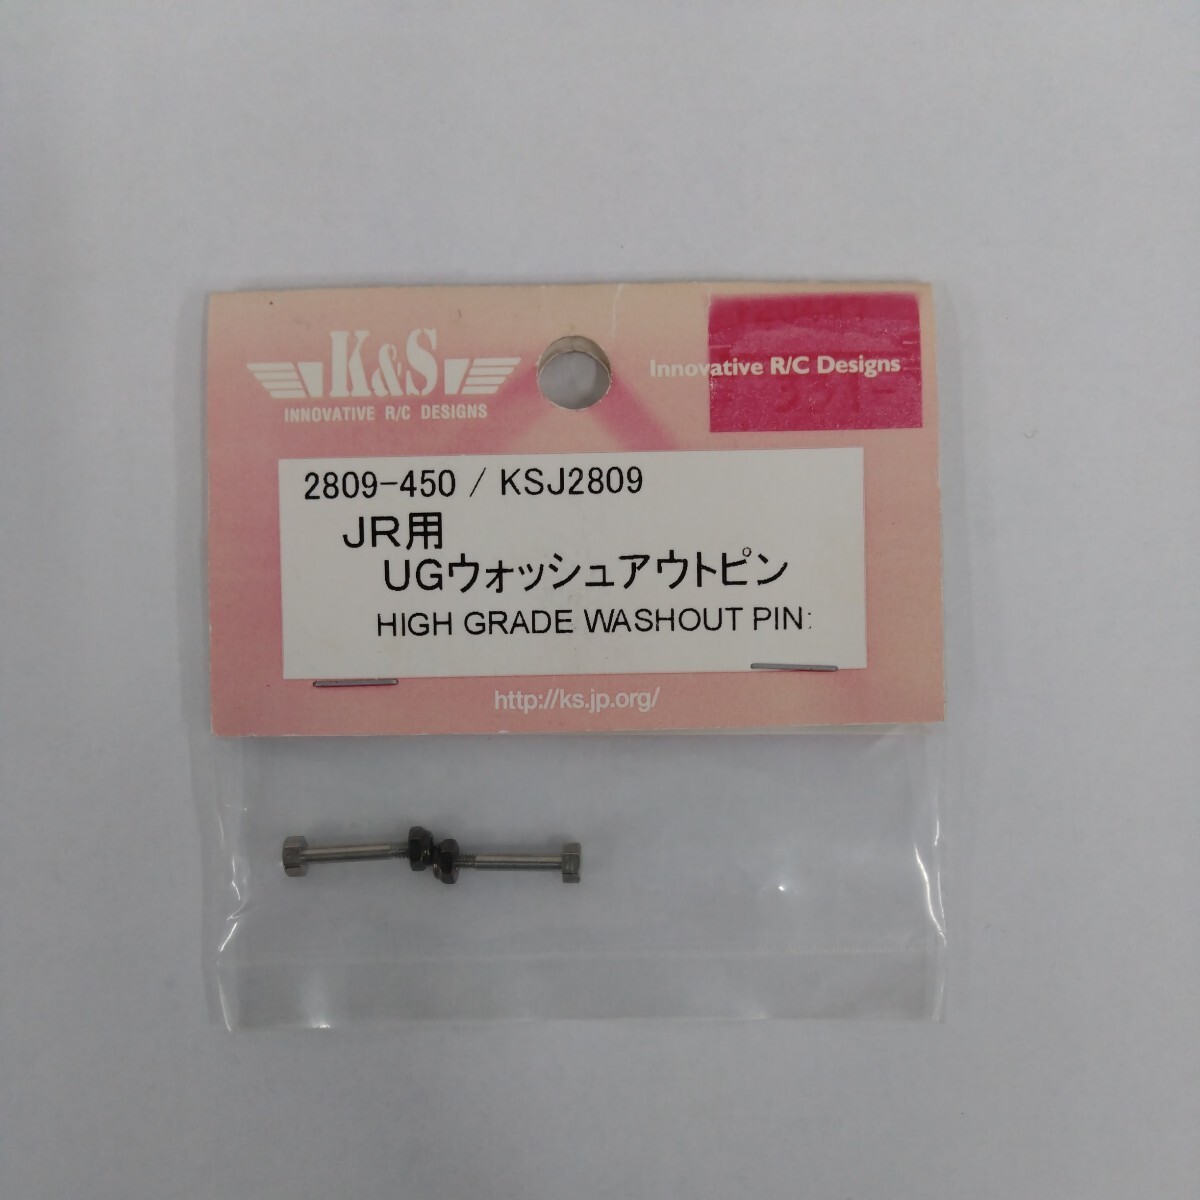 K&S
INNOVATIVE R/C DESIGNS
Innovative R/C Designs
2809-450 / KSJ2809
JR用
UGウォッシュアウトピン
HIGH GRADE WASHOUT PIN:
http://ks.jp.org/